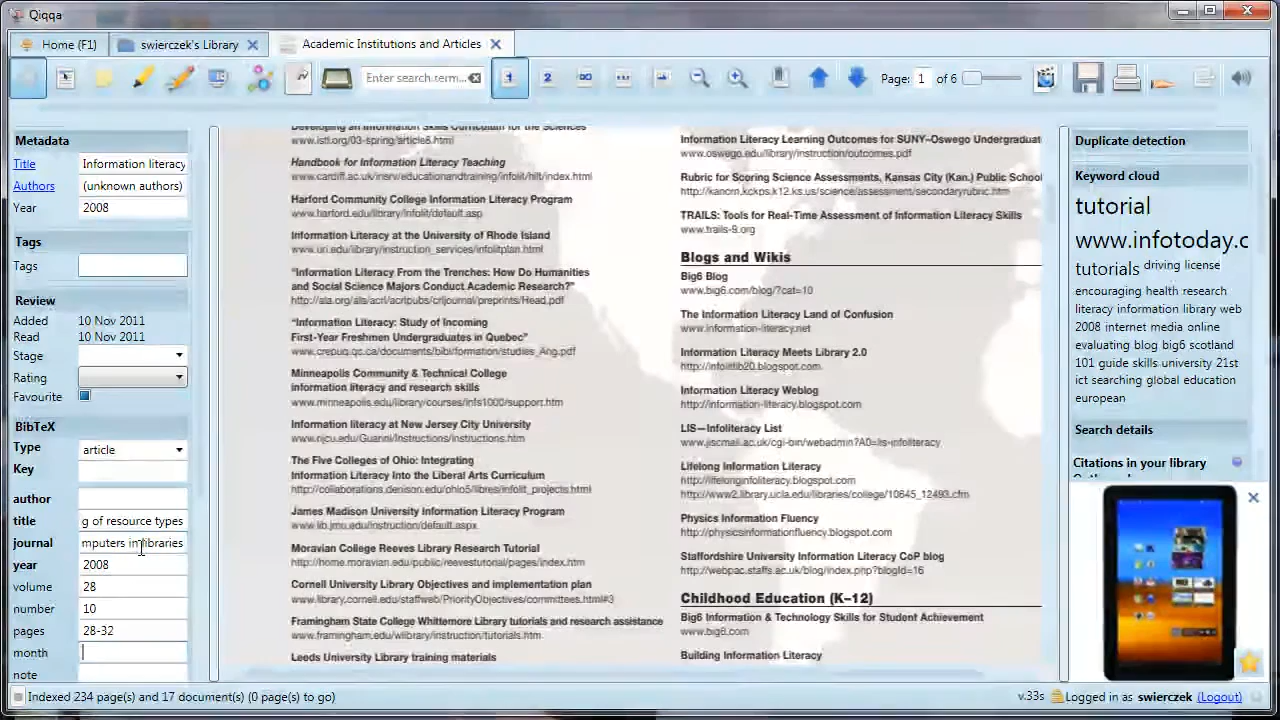 Qiqqa
Home (F1)
swierczek's Library
Academic Institutions and Articles
Enter search term...
1
2
Page: 1 of 6
Metadata
Title Information literacy
Authors (unknown authors)
Year 2008
Tags
Tags
Review
Added 10 Nov 2011
Read 10 Nov 2011
Stage
Rating
Favourite
BibTeX
Type article
Key
author
title g of resource types
journal mputers in libraries
year 2008
volume 28
number 10
pages 28-32
month
note
Developing an Information Skills Curriculum for the Sciences
www.istl.org/03-spring/article6.html
Handbook for Information Literacy Teaching
www.cardiff.ac.uk/insrv/educationandtraining/infolit/hilt/index.html
Harford Community College Information Literacy Program
www.harford.edu/library/infolit/default.asp
Information Literacy at the University of Rhode Island
www.uri.edu/library/instruction_services/infolitplan.html
"Information Literacy From the Trenches: How Do Humanities
and Social Science Majors Conduct Academic Research?"
http://ala.org/als/acrl/acrlpubs/crljournal/preprints/Head.pdf
"Information Literacy: Study of Incoming
First-Year Freshmen Undergraduates in Quebec"
www.crepuq.qc.ca/documents/bibl/formation/studies_Ang.pdf
Minneapolis Community & Technical College
information literacy and research skills
www.minneapolis.edu/library/courses/infs1000/support.htm
Information literacy at New Jersey City University
www.njcu.edu/Guarini/Instructions/Instructions.htm
The Five Colleges of Ohio: Integrating
Information Literacy Into the Liberal Arts Curriculum
http://collaborations.denison.edu/ohio5/libres/infolit_projects.html
James Madison University Information Literacy Program
www.lib.jmu.edu/instruction/default.aspx
Moravian College Reeves Library Research Tutorial
http://home.moravian.edu/public/reevestutorial/pages/index.htm
Cornell University Library Objectives and implementation plan
www.library.cornell.edu/staffweb/PriorityObjectives/committees.html#3
Framingham State College Whittemore Library tutorials and research assistance
www.framingham.edu/wlibrary/instruction/tutorials.htm
Leeds University Library training materials
Information Literacy Learning Outcomes for SUNY–Oswego Undergraduat
www.oswego.edu/library/instruction/outcomes.pdf
Rubric for Scoring Science Assessments, Kansas City (Kan.) Public School
http://kancrn.kckps.k12.ks.us/science/assessment/secondaryrubric.htm
TRAILS: Tools for Real-Time Assessment of Information Literacy Skills
www.trails-9.org
Blogs and Wikis
Big6 Blog
www.big6.com/blog/?cat=10
The Information Literacy Land of Confusion
www.information-literacy.net
Information Literacy Meets Library 2.0
http://infolitlib20.blogspot.com
Information Literacy Weblog
http://information-literacy.blogspot.com
LIS—Infoliteracy List
www.jiscmail.ac.uk/cgi-bin/webadmin?A0=lis-infoliteracy
Lifelong Information Literacy
http://lifelonginfoliteracy.blogspot.com
http://www2.library.ucla.edu/libraries/college/10645_12493.cfm
Physics Information Fluency
http://physicsinformationfluency.blogspot.com
Staffordshire University Information Literacy CoP blog
http://webpac.staffs.ac.uk/blog/index.php?blogId=16
Childhood Education (K–12)
Big6 Information & Technology Skills for Student Achievement
www.big6.com
Building Information Literacy
Duplicate detection
Keyword cloud
tutorial
www.infotoday.c
tutorials driving license
encouraging health research
literacy information library web
2008 internet media online
evaluating blog big6 scotland
101 guide skills university 21st
ict searching global education
european
Search details
Citations in your library
Indexed 234 page(s) and 17 document(s) (0 page(s) to go)
v.33s
Logged in as swierczek (Logout)